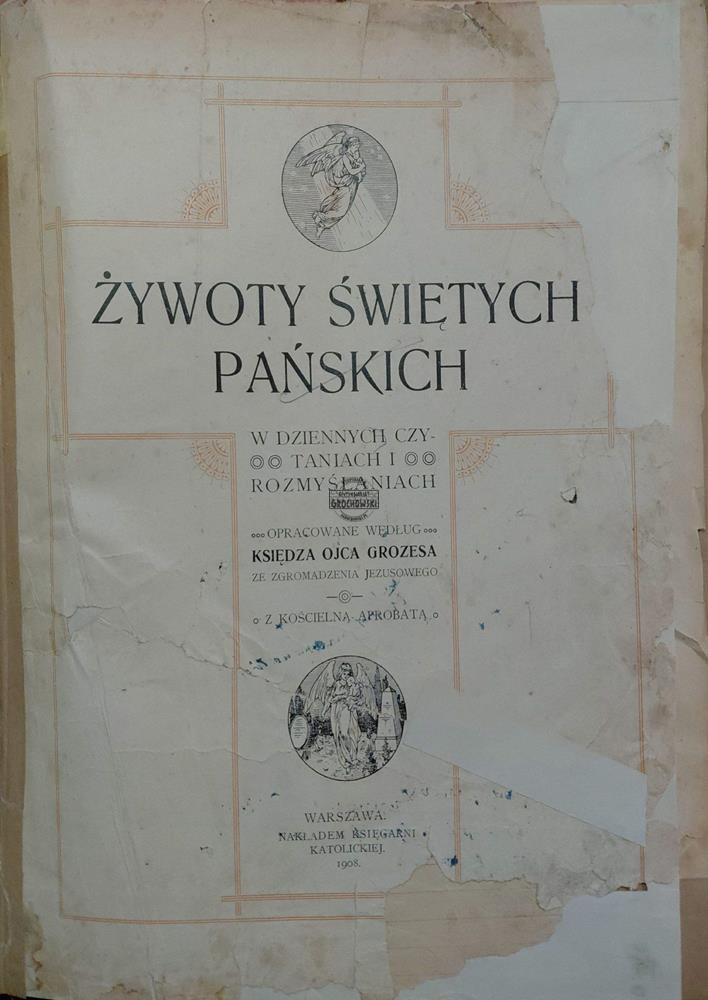 ŻYWOTY ŚWIĘTYCH
PAŃSKICH
W DZIENNYCH CZY-
TANIACH I
ROZMYŚLANIACH
GROCHOWSKI
OPRACOWANE WEDŁUG
KSIĘDZA OJCA GROZESA
ZE ZGROMADZENIA JEZUSOWEGO
Z KOŚCIELNĄ APROBATĄ
WARSZAWA.
NAKŁADEM KSIĘGARNI
KATOLICKIEJ.
1908.